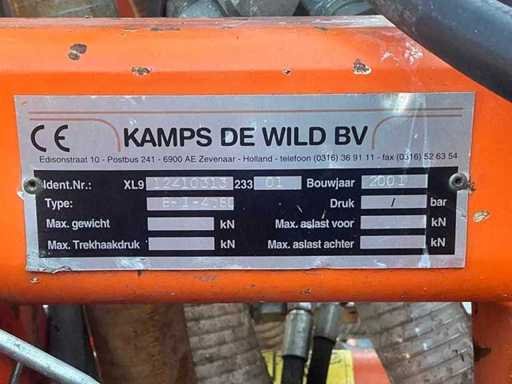 CE KAMPS DE WILD BV
Edisonstraat 10 - Postbus 241 - 6900 AE Zevenaar - Holland - telefoon (0316) 36 91 11 - fax (0316) 52 63 54
Ident.Nr.: XL9 233 01 Bouwjaar 2001
Type: Druk / bar
Max. gewicht kN Max. aslast voor kN
Max. Trekhaakdruk kN Max. aslast achter kN